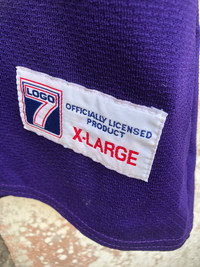 LOGO
7
OFFICIALLY LICENSED
PRODUCT
X-LARGE